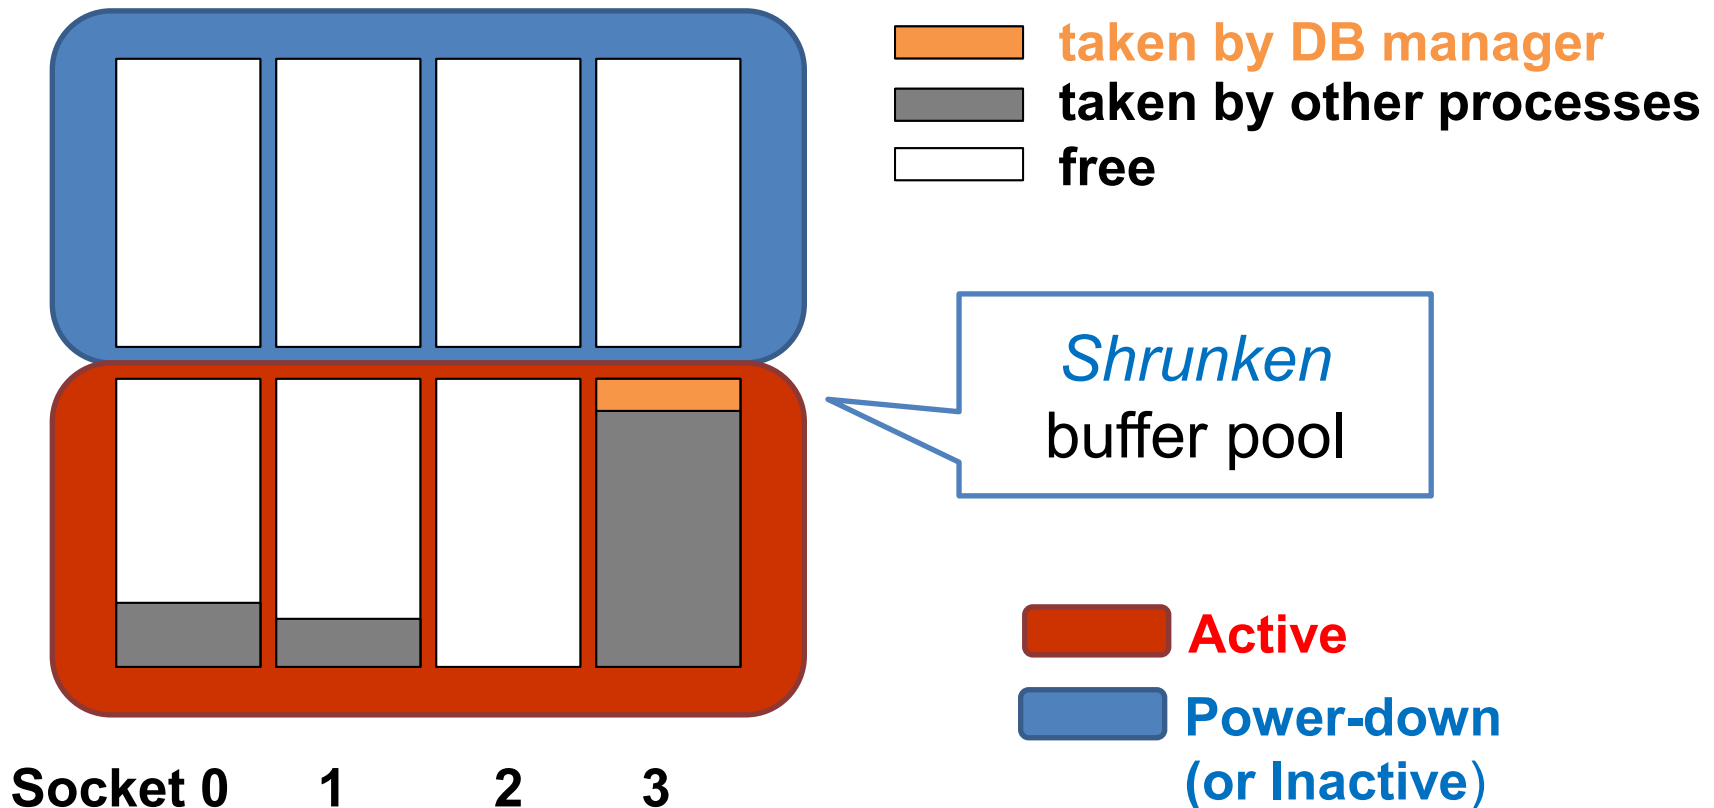 taken by DB manager
taken by other processes
free
Shrunken
buffer pool
Active
Power-down
(or Inactive)
Socket 0 1 2 3